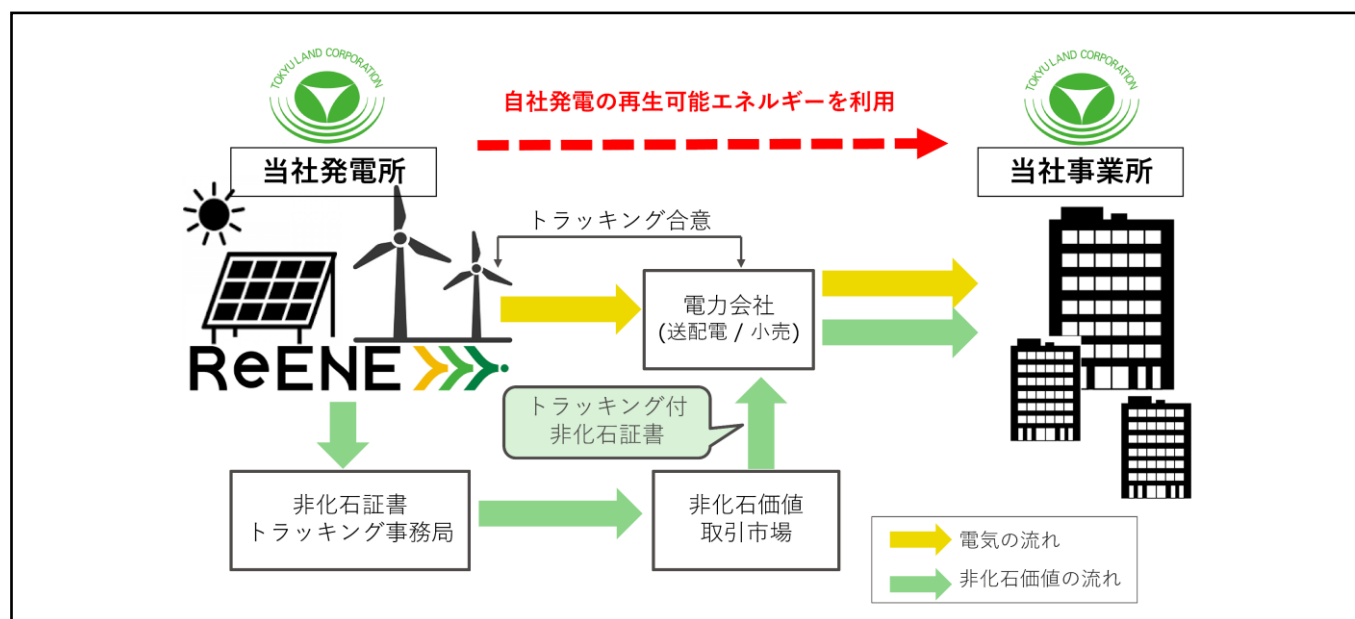 TOKYU LAND CORPORATION
TOKYU LAND CORPORATION
自社発電の再生可能エネルギーを利用
当社発電所
当社事業所
トラッキング合意
電力会社
(送配電 / 小売)
ReENE
トラッキング付
非化石証書
非化石証書
トラッキング事務局
非化石価値
取引市場
電気の流れ
非化石価値の流れ